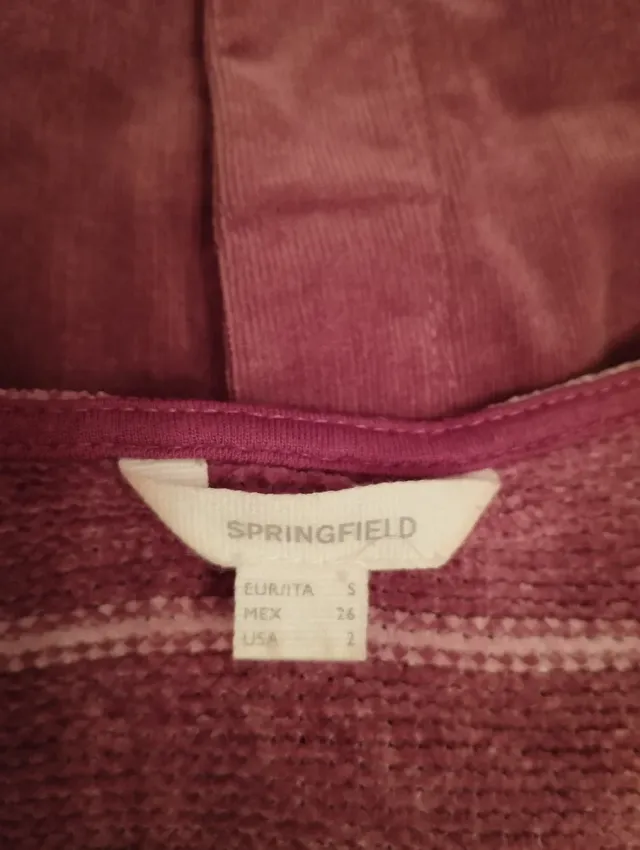 SPRINGFIELD
EUR/ITA S
MEX 26
USA 2